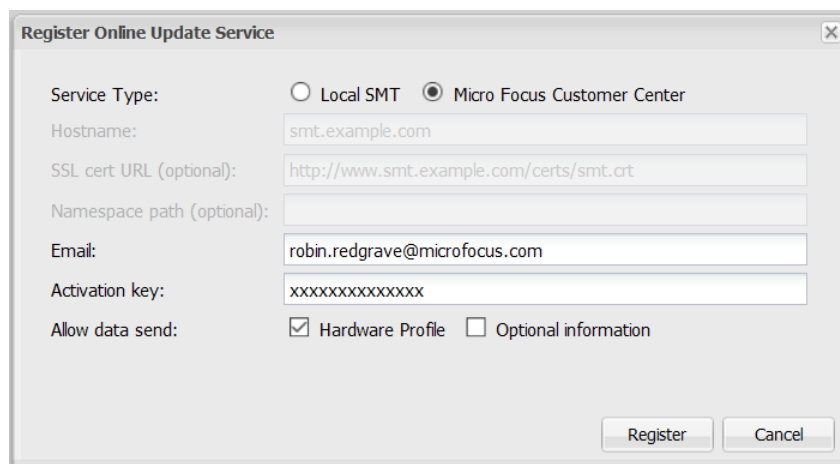 Register Online Update Service
Service Type: Local SMT Micro Focus Customer Center
Hostname: smt.example.com
SSL cert URL (optional): http://www.smt.example.com/certs/smt.crt
Namespace path (optional):
Email: robin.redgrave@microfocus.com
Activation key: xxxxxxxxxxxxxx
Allow data send: Hardware Profile Optional information
Register Cancel